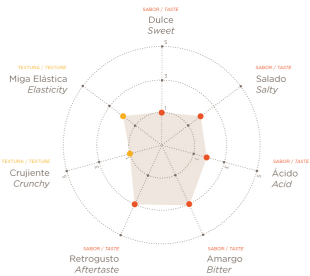 SABOR / TASTE
Dulce
Sweet
5
3
1
TEXTURA / TEXTURE
Miga Elástica
Elasticity
SABOR / TASTE
Salado
Salty
TEXTURA / TEXTURE
Crujiente
Crunchy
SABOR / TASTE
Ácido
Acid
SABOR / TASTE
Retrogusto
Aftertaste
SABOR / TASTE
Amargo
Bitter